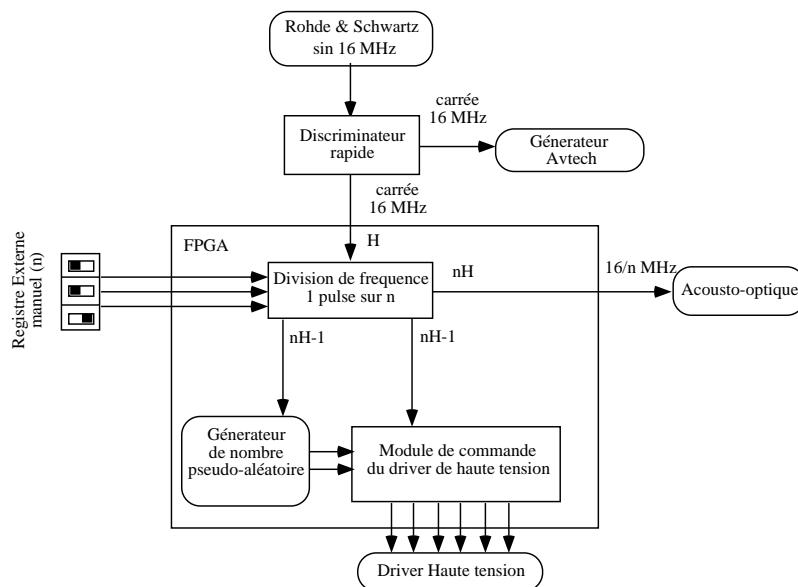 Rohde & Schwartz
sin 16 MHz
carrée
16 MHz
Discriminateur
rapide
Génerateur
Avtech
carrée
16 MHz
FPGA
H
Registre Externe
manuel (n)
Division de frequence
1 pulse sur n
nH
16/n MHz
Acousto-optique
nH-1
nH-1
Génerateur
de nombre
pseudo-aléatoire
Module de commande
du driver de haute tension
Driver Haute tension